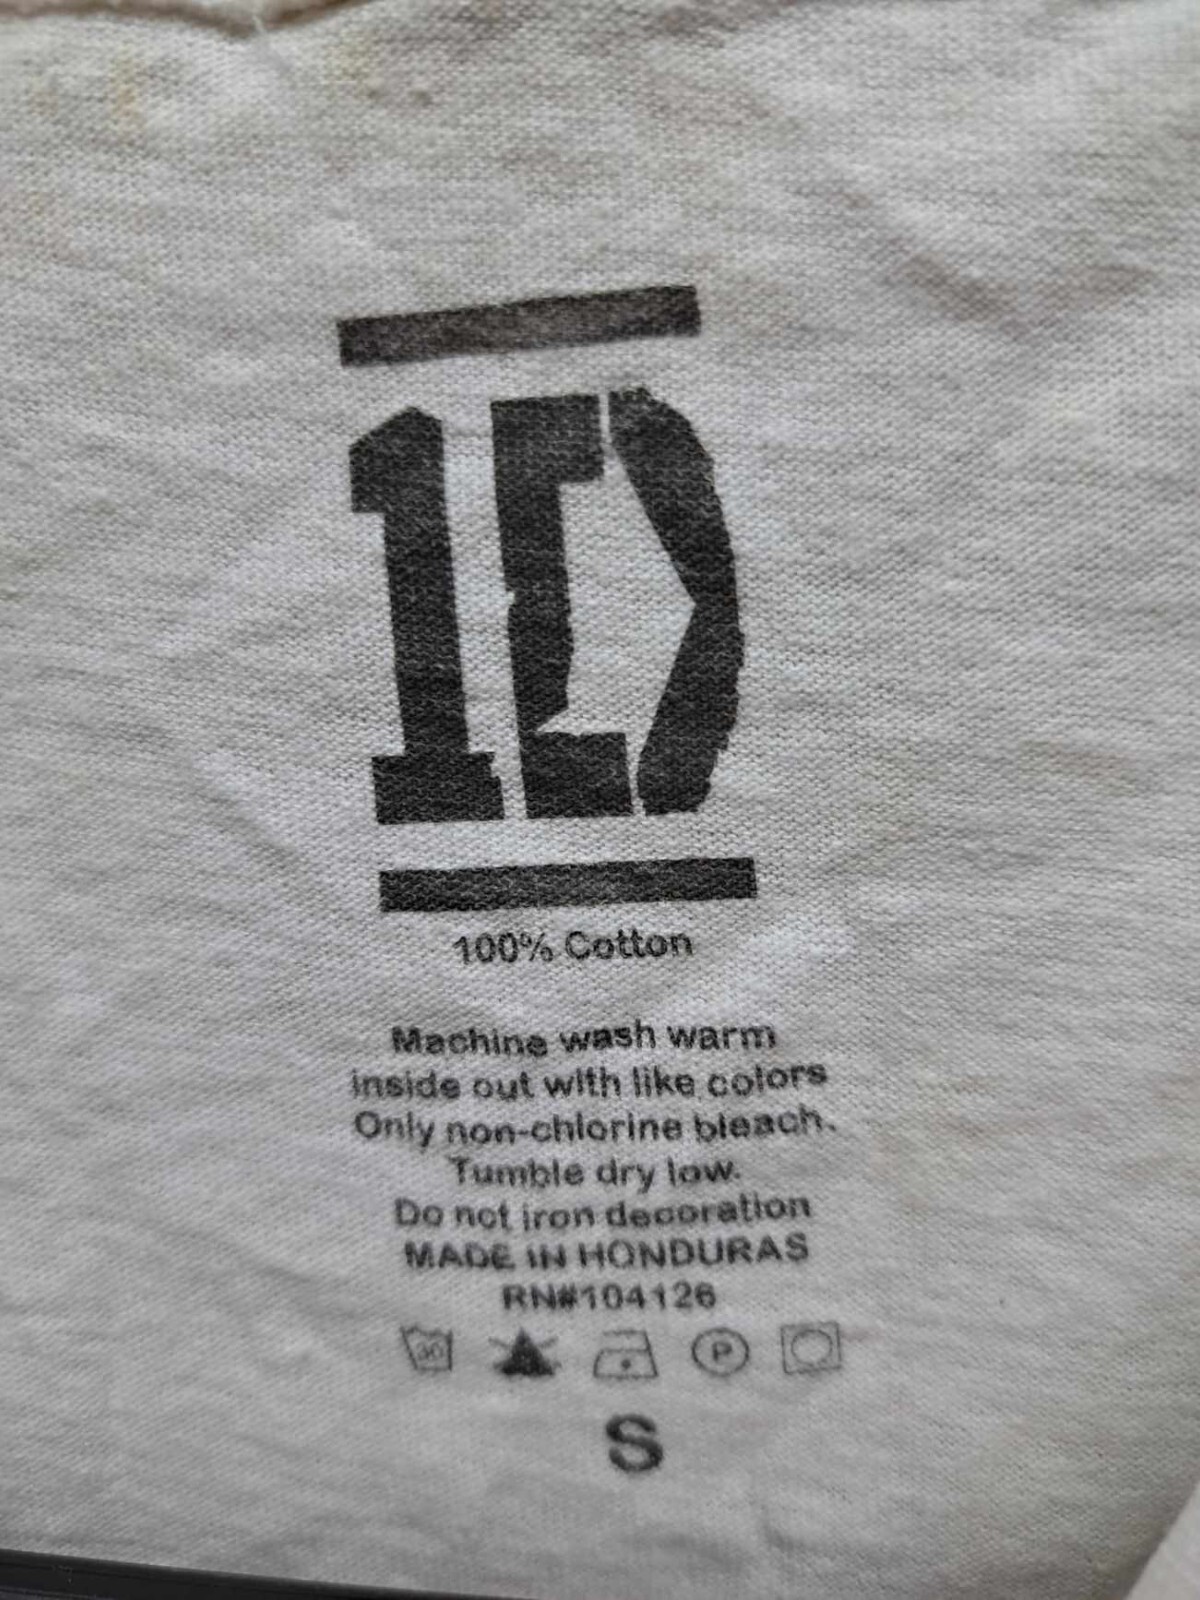 1D
100% Cotton
Machine wash warm
inside out with like colors
Only non-chlorine bleach.
Tumble dry low.
Do not iron decoration
MADE IN HONDURAS
RN#104126
30 P
S